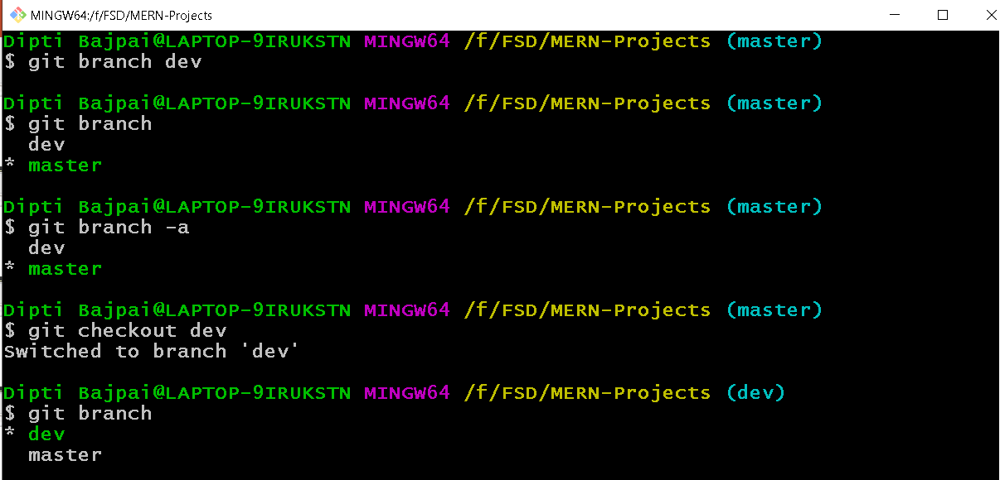 MINGW64:/f/FSD/MERN-Projects
Dipti Bajpai@LAPTOP-9IRUKSTN MINGW64 /f/FSD/MERN-Projects (master)
$ git branch dev
Dipti Bajpai@LAPTOP-9IRUKSTN MINGW64 /f/FSD/MERN-Projects (master)
$ git branch
  dev
* master
Dipti Bajpai@LAPTOP-9IRUKSTN MINGW64 /f/FSD/MERN-Projects (master)
$ git branch -a
  dev
* master
Dipti Bajpai@LAPTOP-9IRUKSTN MINGW64 /f/FSD/MERN-Projects (master)
$ git checkout dev
Switched to branch 'dev'
Dipti Bajpai@LAPTOP-9IRUKSTN MINGW64 /f/FSD/MERN-Projects (dev)
$ git branch
* dev
  master